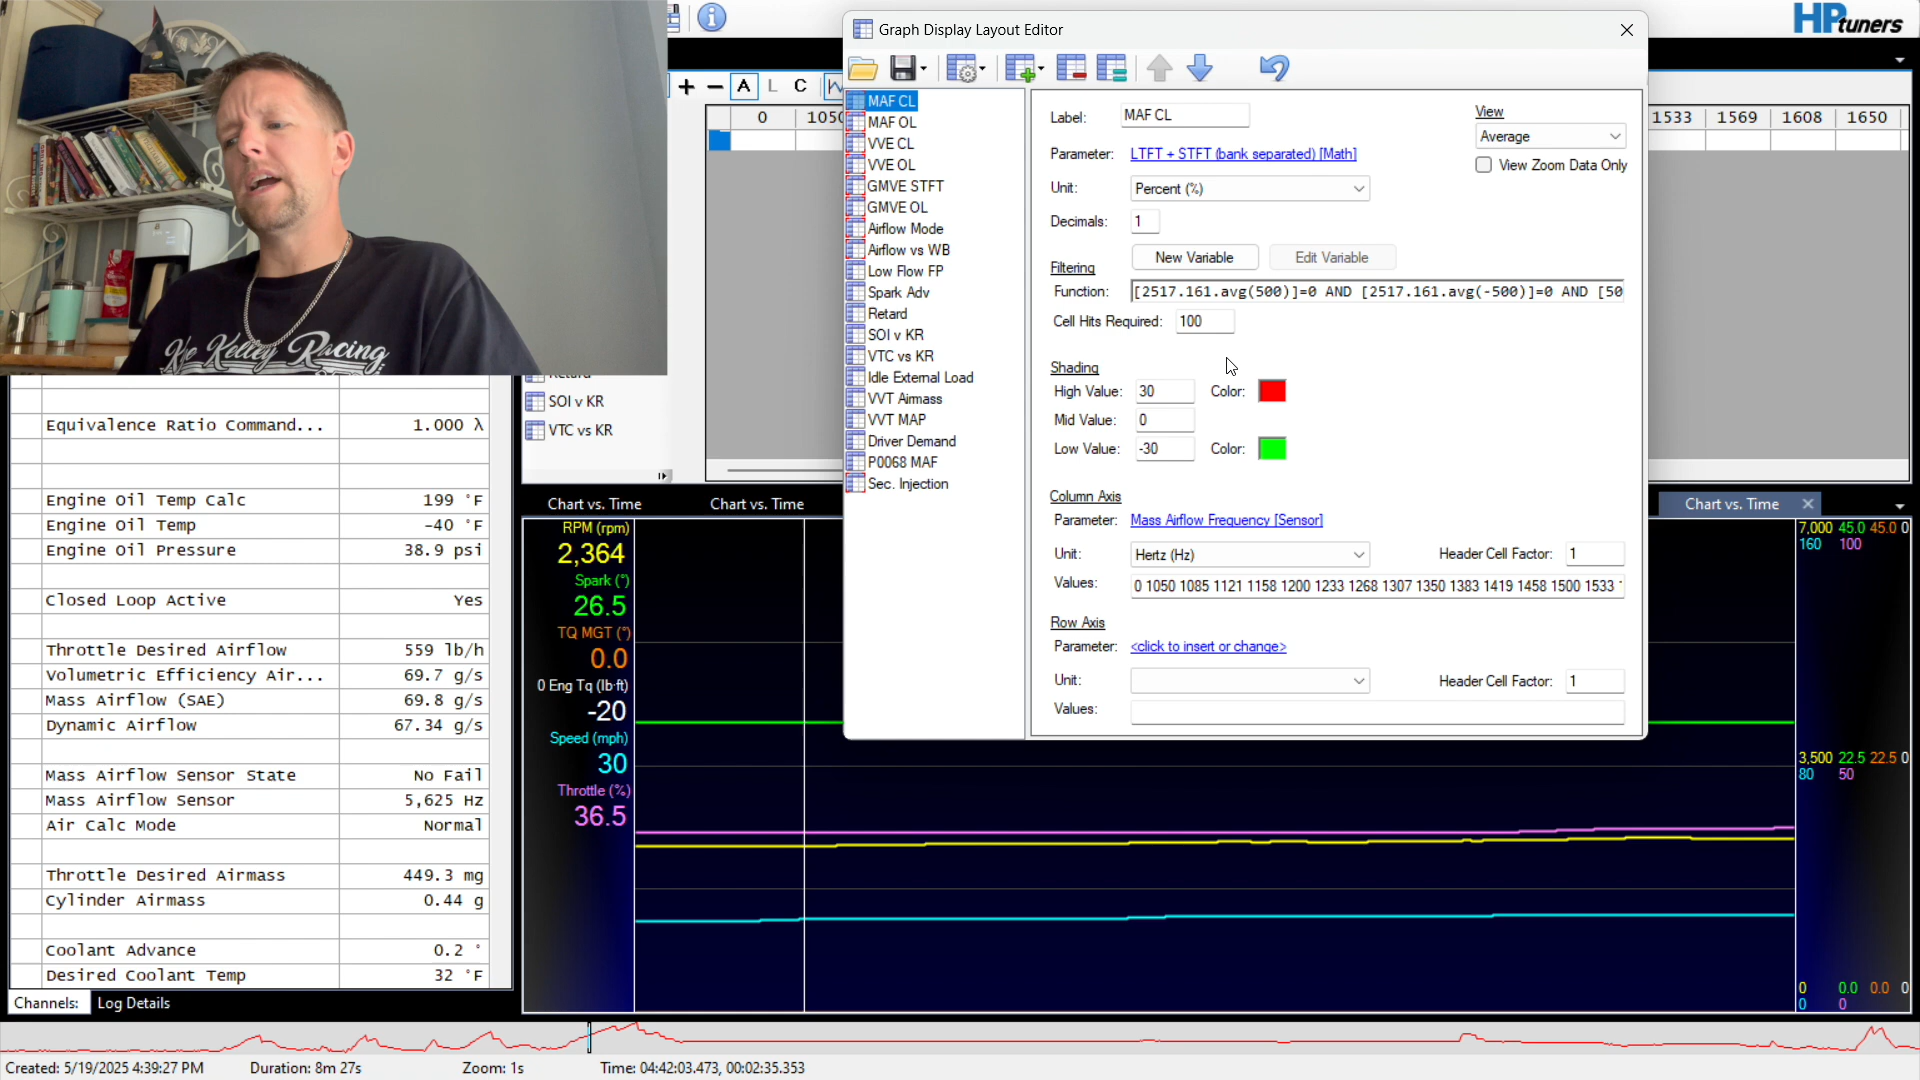 HP tuners
Graph Display Layout Editor
A L C
0 1050
1533 1569 1608 1650
MAF CL
MAF OL
VVE CL
VVE OL
GMVE STFT
GMVE OL
Airflow Mode
Airflow vs WB
Low Flow FP
Spark Adv
Retard
SOI v KR
VTC vs KR
Idle External Load
VVT Airmass
VVT MAP
Driver Demand
P0068 MAF
Sec. Injection
Label: MAF CL
View
Average
View Zoom Data Only
Parameter: LTFT + STFT (bank separated) [Math]
Unit: Percent (%)
Decimals: 1
New Variable Edit Variable
Filtering
Function: [2517.161.avg(500)]=0 AND [2517.161.avg(-500)]=0 AND [50
Cell Hits Required: 100
Shading
High Value: 30 Color:
Mid Value: 0
Low Value: -30 Color:
Column Axis
Parameter: Mass Airflow Frequency [Sensor]
Unit: Hertz (Hz) Header Cell Factor: 1
Values: 0 1050 1085 1121 1158 1200 1233 1268 1307 1350 1383 1419 1458 1500 1533
Row Axis
Parameter: <click to insert or change>
Unit: Header Cell Factor: 1
Values:
Kelley Racing
Retard
SOI v KR
VTC vs KR
Equivalence Ratio Command... 1.000 λ
Engine Oil Temp Calc 199 °F
Engine Oil Temp -40 °F
Engine Oil Pressure 38.9 psi
Closed Loop Active Yes
Throttle Desired Airflow 559 lb/h
Volumetric Efficiency Air... 69.7 g/s
Mass Airflow (SAE) 69.8 g/s
Dynamic Airflow 67.34 g/s
Mass Airflow Sensor State No Fail
Mass Airflow Sensor 5,625 Hz
Air Calc Mode Normal
Throttle Desired Airmass 449.3 mg
Cylinder Airmass 0.44 g
Coolant Advance 0.2 °
Desired Coolant Temp 32 °F
Channels: Log Details
Chart vs. Time Chart vs. Time Chart vs. Time
RPM (rpm)
2,364
Spark (°)
26.5
TQ MGT (°)
0.0
0 Eng Tq (lb·ft)
-20
Speed (mph)
30
Throttle (%)
36.5
7,000 45.0 45.0 0
160 100
3,500 22.5 22.5 0
80 50
0 0.0 0.0 0
0 0
Created: 5/19/2025 4:39:27 PM Duration: 8m 27s Zoom: 1s Time: 04:42:03.473, 00:02:35.353